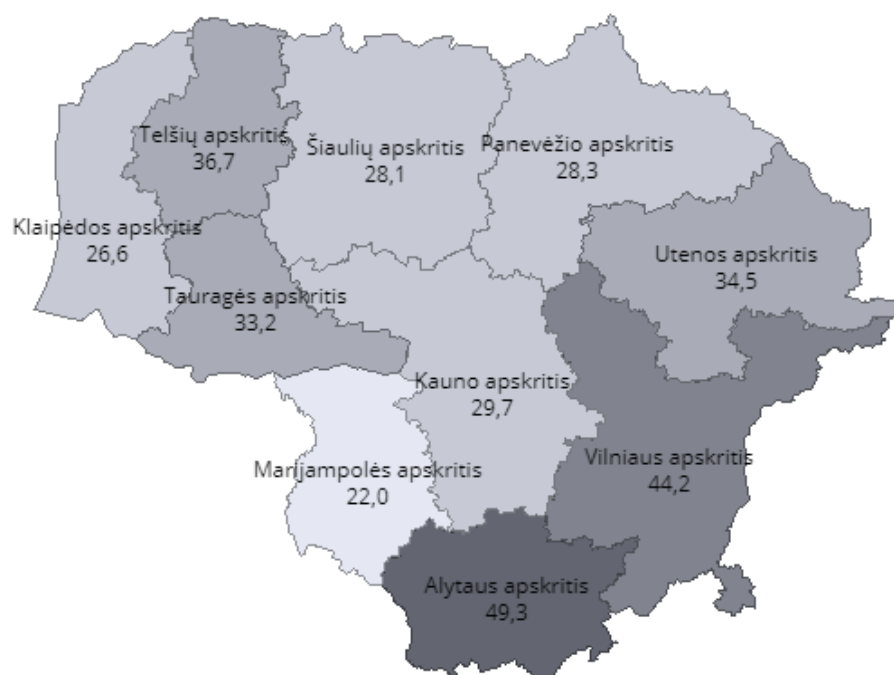 Telšių apskritis
36,7
Šiaulių apskritis
28,1
Panevėžio apskritis
28,3
Klaipėdos apskritis
26,6
Utenos apskritis
34,5
Tauragės apskritis
33,2
Kauno apskritis
29,7
Vilniaus apskritis
44,2
Marijampolės apskritis
22,0
Alytaus apskritis
49,3